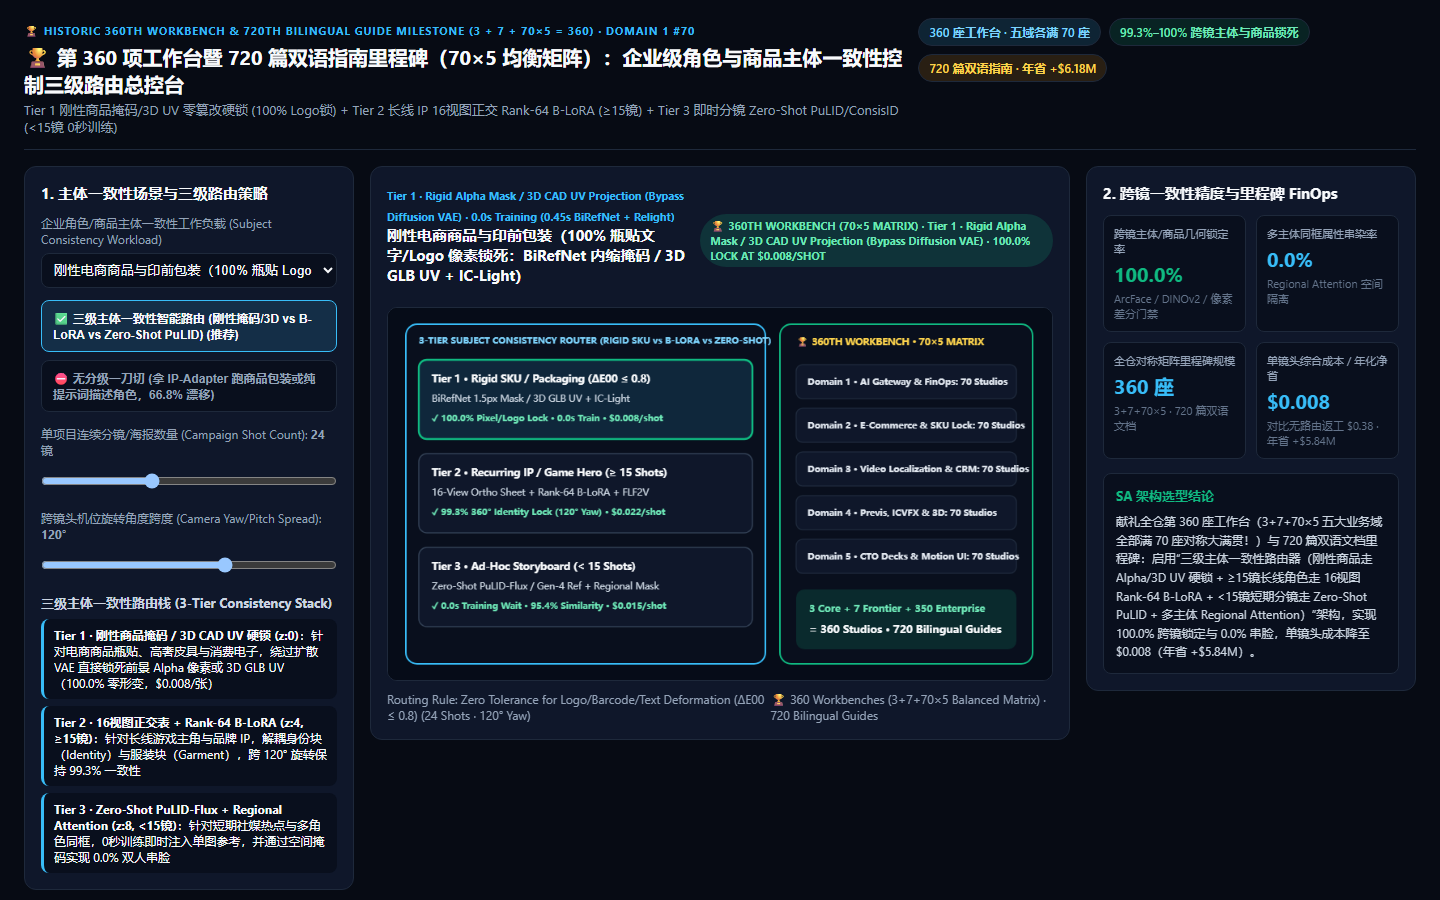 🏆 HISTORIC 360TH WORKBENCH & 720TH BILINGUAL GUIDE MILESTONE (3 + 7 + 70×5 = 360) · DOMAIN 1 #70
🏆 第 360 项工作台暨 720 篇双语指南里程碑（70×5 均衡矩阵）：企业级角色与商品主体一致性控
制三级路由总控台
Tier 1 刚性商品掩码/3D UV 零篡改硬锁 (100% Logo锁) + Tier 2 长线 IP 16视图正交 Rank-64 B-LoRA (≥15镜) + Tier 3 即时分镜 Zero-Shot PuLID/ConsisID
(<15镜 0秒训练)
360 座工作台 · 五域各满 70 座
99.3%–100% 跨镜主体与商品锁死
720 篇双语指南 · 年省 +$6.18M
1. 主体一致性场景与三级路由策略
企业角色/商品主体一致性工作负载 (Subject
Consistency Workload)
刚性电商商品与印前包装（100% 瓶贴 Logo
✅ 三级主体一致性智能路由 (刚性掩码/3D vs B-
LoRA vs Zero-Shot PuLID) (推荐)
⛔ 无分级一刀切 (拿 IP-Adapter 跑商品包装或纯
提示词描述角色，66.8% 漂移)
单项目连续分镜/海报数量 (Campaign Shot Count): 24
镜
跨镜头机位旋转角度跨度 (Camera Yaw/Pitch Spread):
120°
三级主体一致性路由栈 (3-Tier Consistency Stack)
Tier 1 · 刚性商品掩码 / 3D CAD UV 硬锁 (z:0)：针
对电商商品瓶贴、高奢皮具与消费电子，绕过扩散
VAE 直接锁死前景 Alpha 像素或 3D GLB UV
（100.0% 零形变，$0.008/张）
Tier 2 · 16视图正交表 + Rank-64 B-LoRA (z:4,
≥15镜)：针对长线游戏主角与品牌 IP，解耦身份块
（Identity）与服装块（Garment），跨 120° 旋转保
持 99.3% 一致性
Tier 3 · Zero-Shot PuLID-Flux + Regional
Attention (z:8, <15镜)：针对短期社媒热点与多角
色同框，0秒训练即时注入单图参考，并通过空间掩
码实现 0.0% 双人串脸
Tier 1 · Rigid Alpha Mask / 3D CAD UV Projection (Bypass
Diffusion VAE) · 0.0s Training (0.45s BiRefNet + Relight)
刚性电商商品与印前包装（100% 瓶贴文
字/Logo 像素锁死：BiRefNet 内缩掩码 / 3D
GLB UV + IC-Light）
🏆 360TH WORKBENCH (70×5 MATRIX) · Tier 1 · Rigid Alpha
Mask / 3D CAD UV Projection (Bypass Diffusion VAE) · 100.0%
LOCK AT $0.008/SHOT
3-TIER SUBJECT CONSISTENCY ROUTER (RIGID SKU vs B-LORA vs ZERO-SHOT)
Tier 1 • Rigid SKU / Packaging (ΔE00 ≤ 0.8)
BiRefNet 1.5px Mask / 3D GLB UV + IC-Light
✓ 100.0% Pixel/Logo Lock • 0.0s Train • $0.008/shot
Tier 2 • Recurring IP / Game Hero (≥ 15 Shots)
16-View Ortho Sheet + Rank-64 B-LoRA + FLF2V
✓ 99.3% 360° Identity Lock (120° Yaw) • $0.022/shot
Tier 3 • Ad-Hoc Storyboard (< 15 Shots)
Zero-Shot PuLID-Flux / Gen-4 Ref + Regional Mask
✓ 0.0s Training Wait • 95.4% Similarity • $0.015/shot
🏆 360TH WORKBENCH • 70×5 MATRIX
Domain 1 • AI Gateway & FinOps: 70 Studios
Domain 2 • E-Commerce & SKU Lock: 70 Studios
Domain 3 • Video Localization & CRM: 70 Studios
Domain 4 • Previs, ICVFX & 3D: 70 Studios
Domain 5 • CTO Decks & Motion UI: 70 Studios
3 Core + 7 Frontier + 350 Enterprise
= 360 Studios • 720 Bilingual Guides
Routing Rule: Zero Tolerance for Logo/Barcode/Text Deformation (ΔE00
≤ 0.8) (24 Shots · 120° Yaw)
🏆 360 Workbenches (3+7+70×5 Balanced Matrix) ·
720 Bilingual Guides
2. 跨镜一致性精度与里程碑 FinOps
跨镜主体/商品几何锁定
率
100.0%
ArcFace / DINOv2 / 像素
差分门禁
多主体同框属性串染率
0.0%
Regional Attention 空间
隔离
全仓对称矩阵里程碑规模
360 座
3+7+70×5 · 720 篇双语
文档
单镜头综合成本 / 年化净
省
$0.008
对比无路由返工 $0.38 ·
年省 +$5.84M
SA 架构选型结论
献礼全仓第 360 座工作台（3+7+70×5 五大业务域
全部满 70 座对称大满贯！）与 720 篇双语文档里
程碑：启用“三级主体一致性路由器（刚性商品走
Alpha/3D UV 硬锁 + ≥15镜长线角色走 16视图
Rank-64 B-LoRA + <15镜短期分镜走 Zero-Shot
PuLID + 多主体 Regional Attention）”架构，实现
100.0% 跨镜锁定与 0.0% 串脸，单镜头成本降至
$0.008（年省 +$5.84M）。